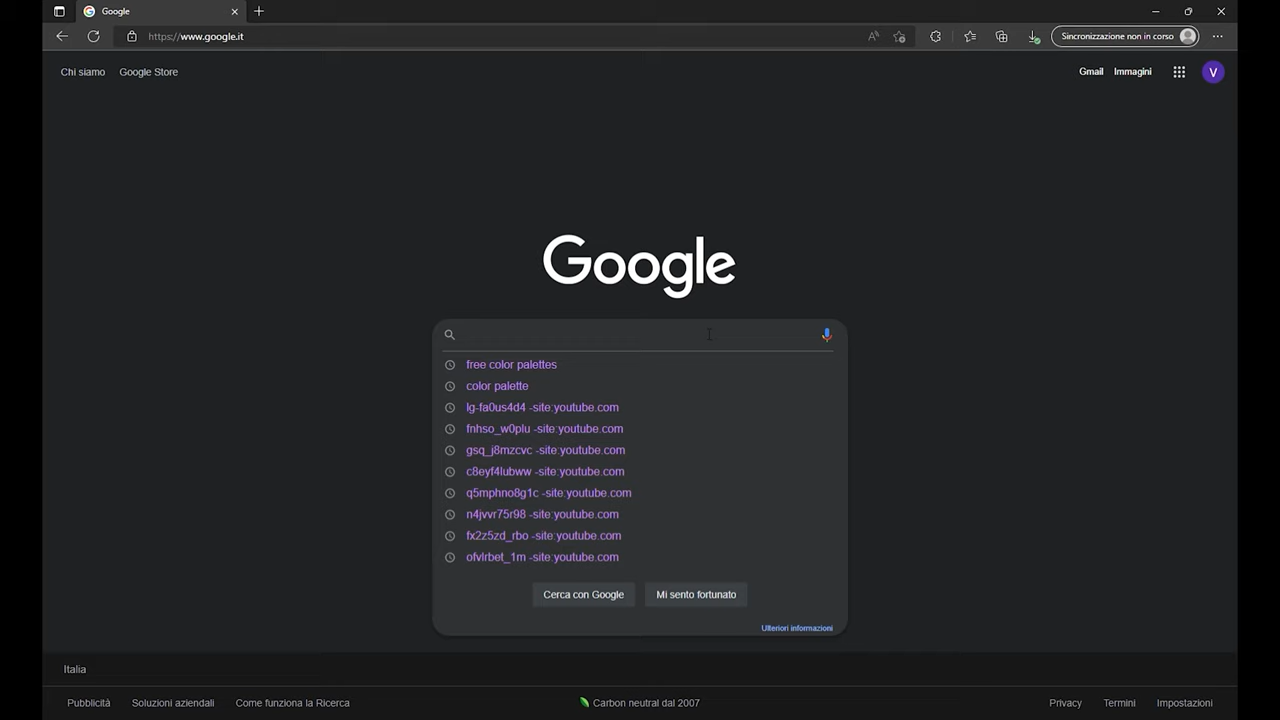 Google
https://www.google.it
Sincronizzazione non in corso
Chi siamo
Google Store
Gmail
Immagini
V
Google
free color palettes
color palette
lg-fa0us4d4 -site:youtube.com
fnhso_w0plu -site:youtube.com
gsq_j8mzcvc -site:youtube.com
c8eyf4lubww -site:youtube.com
q5mphno8g1c -site:youtube.com
n4jvvr75r98 -site:youtube.com
fx2z5zd_rbo -site:youtube.com
ofvlrbet_1m -site:youtube.com
Cerca con Google
Mi sento fortunato
Ulteriori informazioni
Italia
Pubblicità
Soluzioni aziendali
Come funziona la Ricerca
Carbon neutral dal 2007
Privacy
Termini
Impostazioni